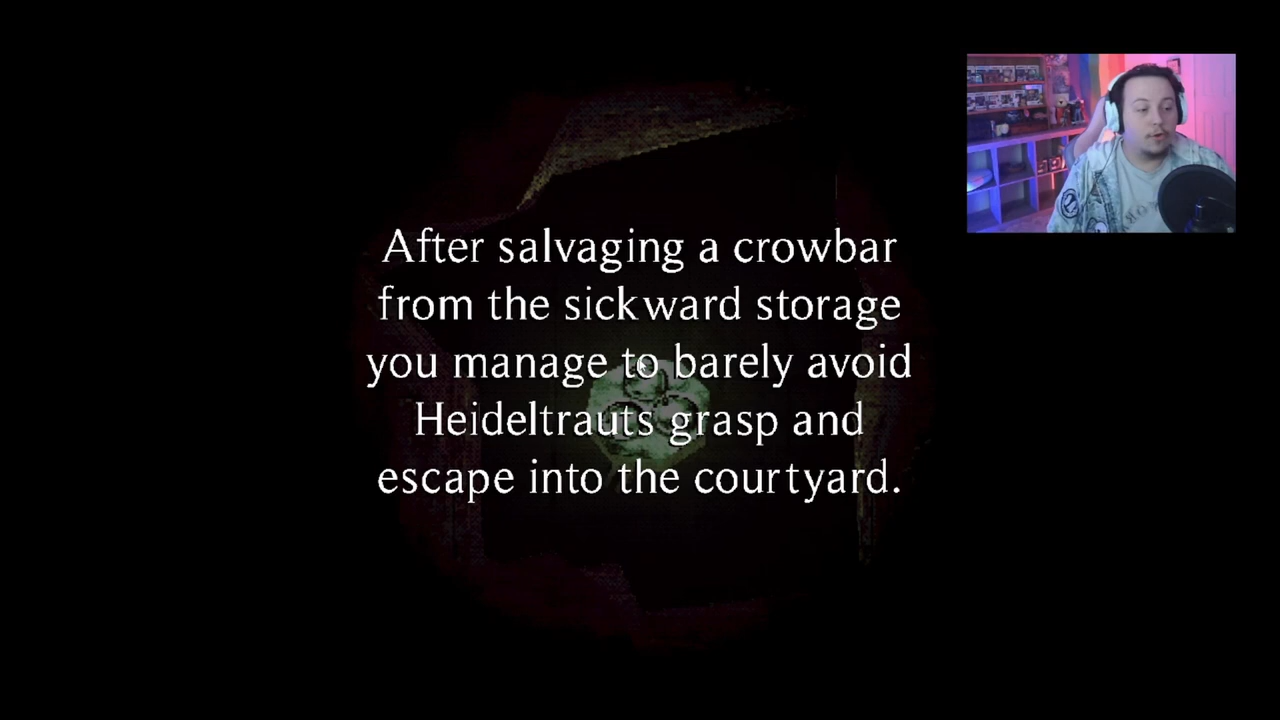 After salvaging a crowbar
from the sickward storage
you manage to barely avoid
Heideltrauts grasp and
escape into the courtyard.